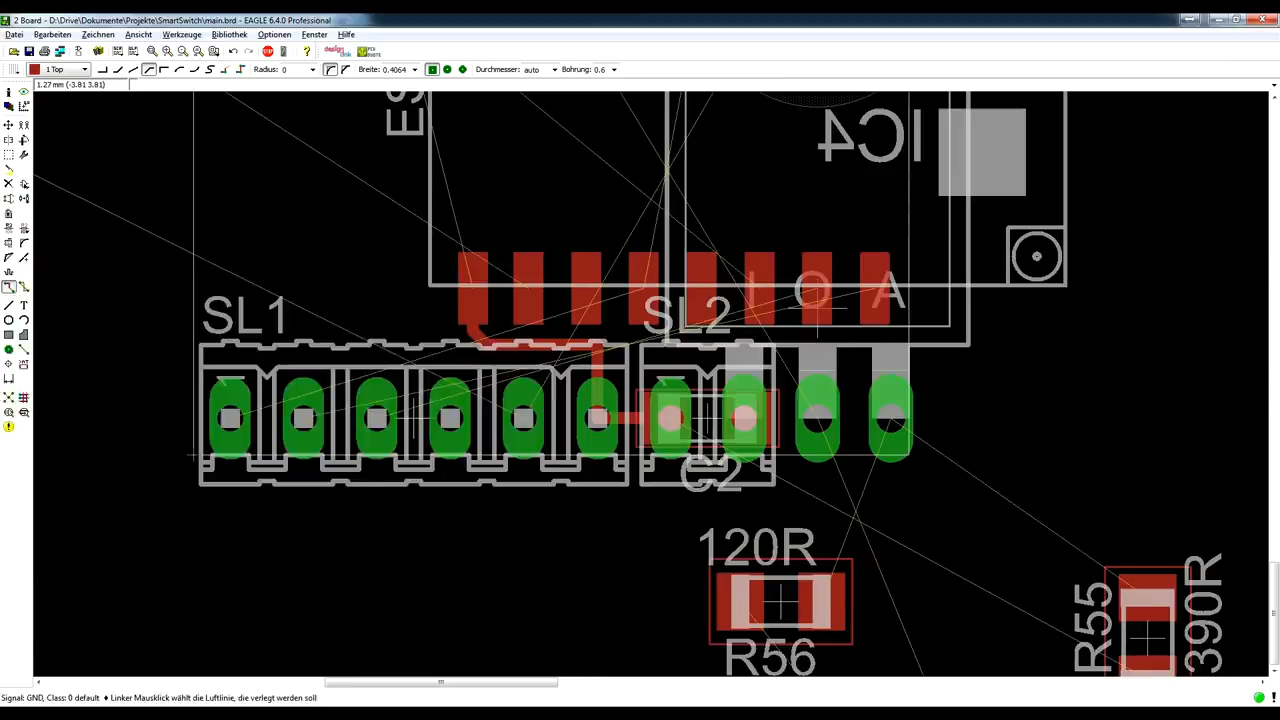 2 Board - D:\Drive\Dokumente\Projekte\SmartSwitch\main.brd - EAGLE 6.4.0 Professional
Datei Bearbeiten Zeichnen Ansicht Werkzeuge Bibliothek Optionen Fenster Hilfe
1 Top Radius: 0 Breite: 0.4064 Durchmesser: auto Bohrung: 0.6
1.27 mm (-3.81 3.81)
ES
IC4
I O A
SL1 SL2
C2
120R
R56
R55
390R
Signal: GND, Class: 0 default ♦ Linker Mausklick wählt die Luftlinie, die verlegt werden soll